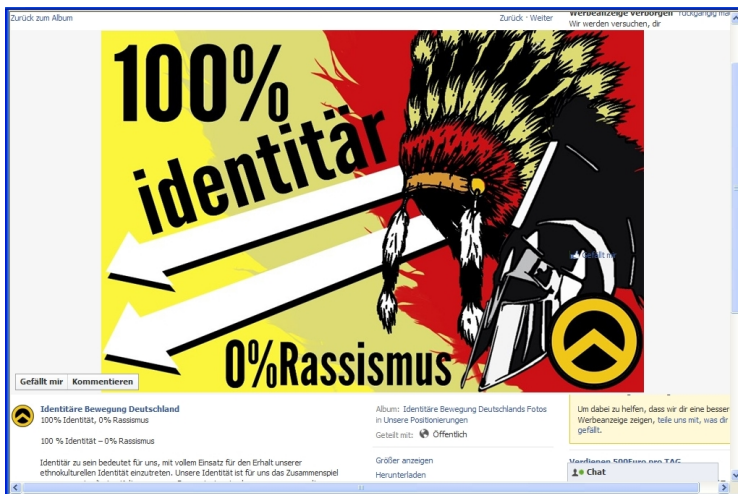 Zurück zum Album
Zurück · Weiter
Werbeanzeige verborgen rückgängig
Wir werden versuchen, dir
100%
identitär
Gefällt mir
0%Rassismus
Gefällt mir Kommentieren
Identitäre Bewegung Deutschland
100% Identität, 0% Rassismus
100 % Identität – 0% Rassismus
Identitär zu sein bedeutet für uns, mit vollem Einsatz für den Erhalt unserer
ethnokulturellen Identität einzutreten. Unsere Identität ist für uns das Zusammenspiel
Album: Identitäre Bewegung Deutschlands Fotos
in Unsere Positionierungen
Geteilt mit: Öffentlich
Größer anzeigen
Herunterladen
Um dabei zu helfen, dass wir dir eine besser
Werbeanzeige zeigen, teile uns mit, was dir
gefällt.
Verdienen 500Euro pro TAG
Chat